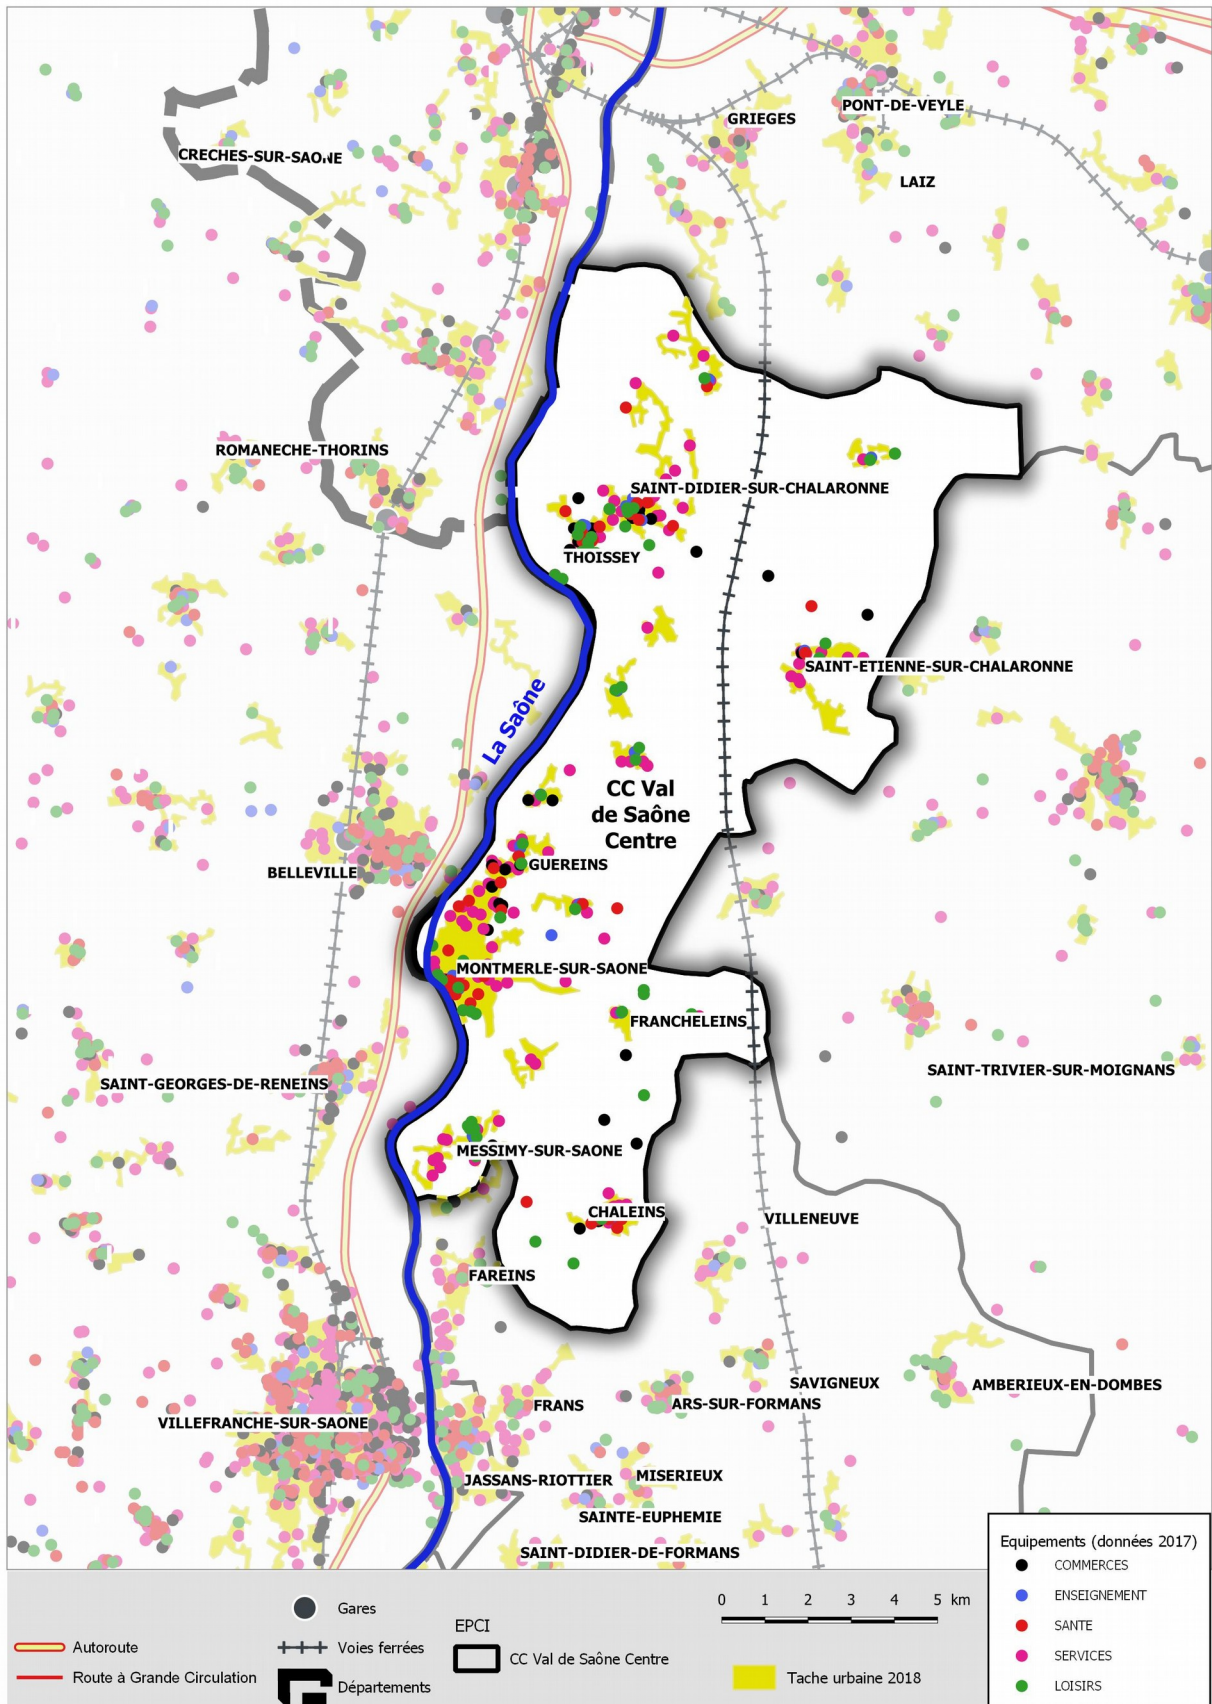 PONT-DE-VEYLE
GRIEGES
CRECHES-SUR-SAONE
LAIZ
ROMANECHE-THORINS
SAINT-DIDIER-SUR-CHALARONNE
THOISSEY
SAINT-ETIENNE-SUR-CHALARONNE
La Saône
CC Val
de Saône
Centre
GUEREINS
BELLEVILLE
MONTMERLE-SUR-SAONE
FRANCHELEINS
SAINT-TRIVIER-SUR-MOIGNANS
SAINT-GEORGES-DE-RENEINS
MESSIMY-SUR-SAONE
CHALEINS
VILLENEUVE
FAREINS
SAVIGNEUX
AMBERIEUX-EN-DOMBES
ARS-SUR-FORMANS
FRANS
VILLEFRANCHE-SUR-SAONE
MISERIEUX
JASSANS-RIOTTIER
SAINTE-EUPHEMIE
SAINT-DIDIER-DE-FORMANS
Equipements (données 2017)
COMMERCES
ENSEIGNEMENT
SANTE
SERVICES
LOISIRS
0 1 2 3 4 5 km
Gares
Autoroute
Voies ferrées
Route à Grande Circulation
Départements
EPCI
CC Val de Saône Centre
Tache urbaine 2018